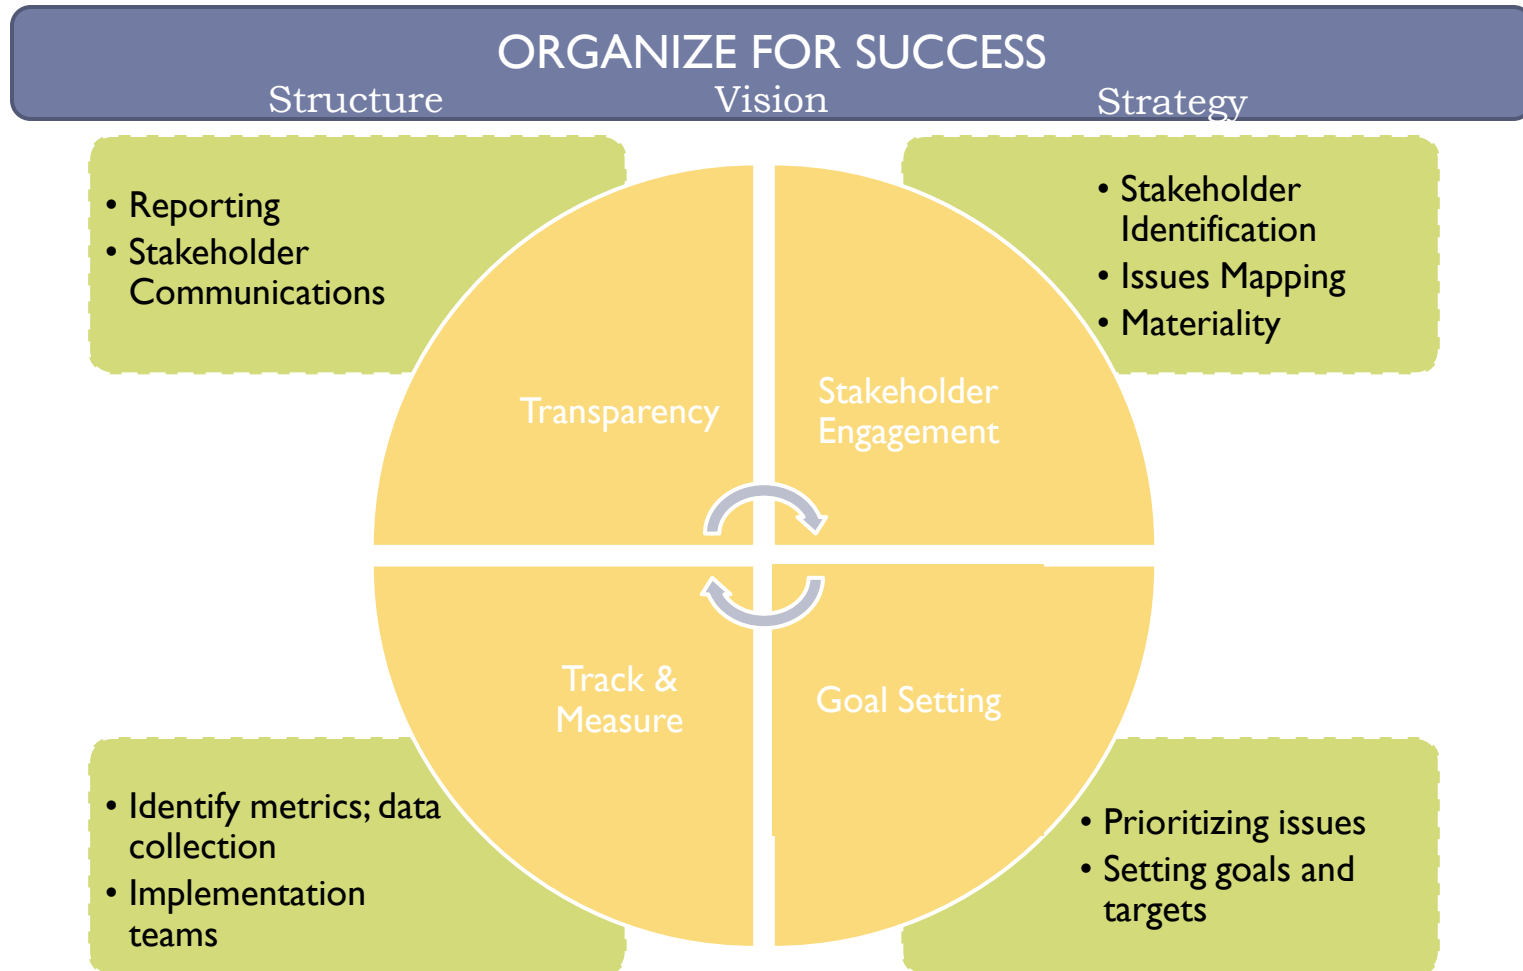 ORGANIZE FOR SUCCESS
Structure Vision Strategy
• Reporting
• Stakeholder
Communications
• Stakeholder
Identification
• Issues Mapping
• Materiality
Transparency
Stakeholder
Engagement
Track &
Measure
Goal Setting
• Identify metrics; data
collection
• Implementation
teams
• Prioritizing issues
• Setting goals and
targets